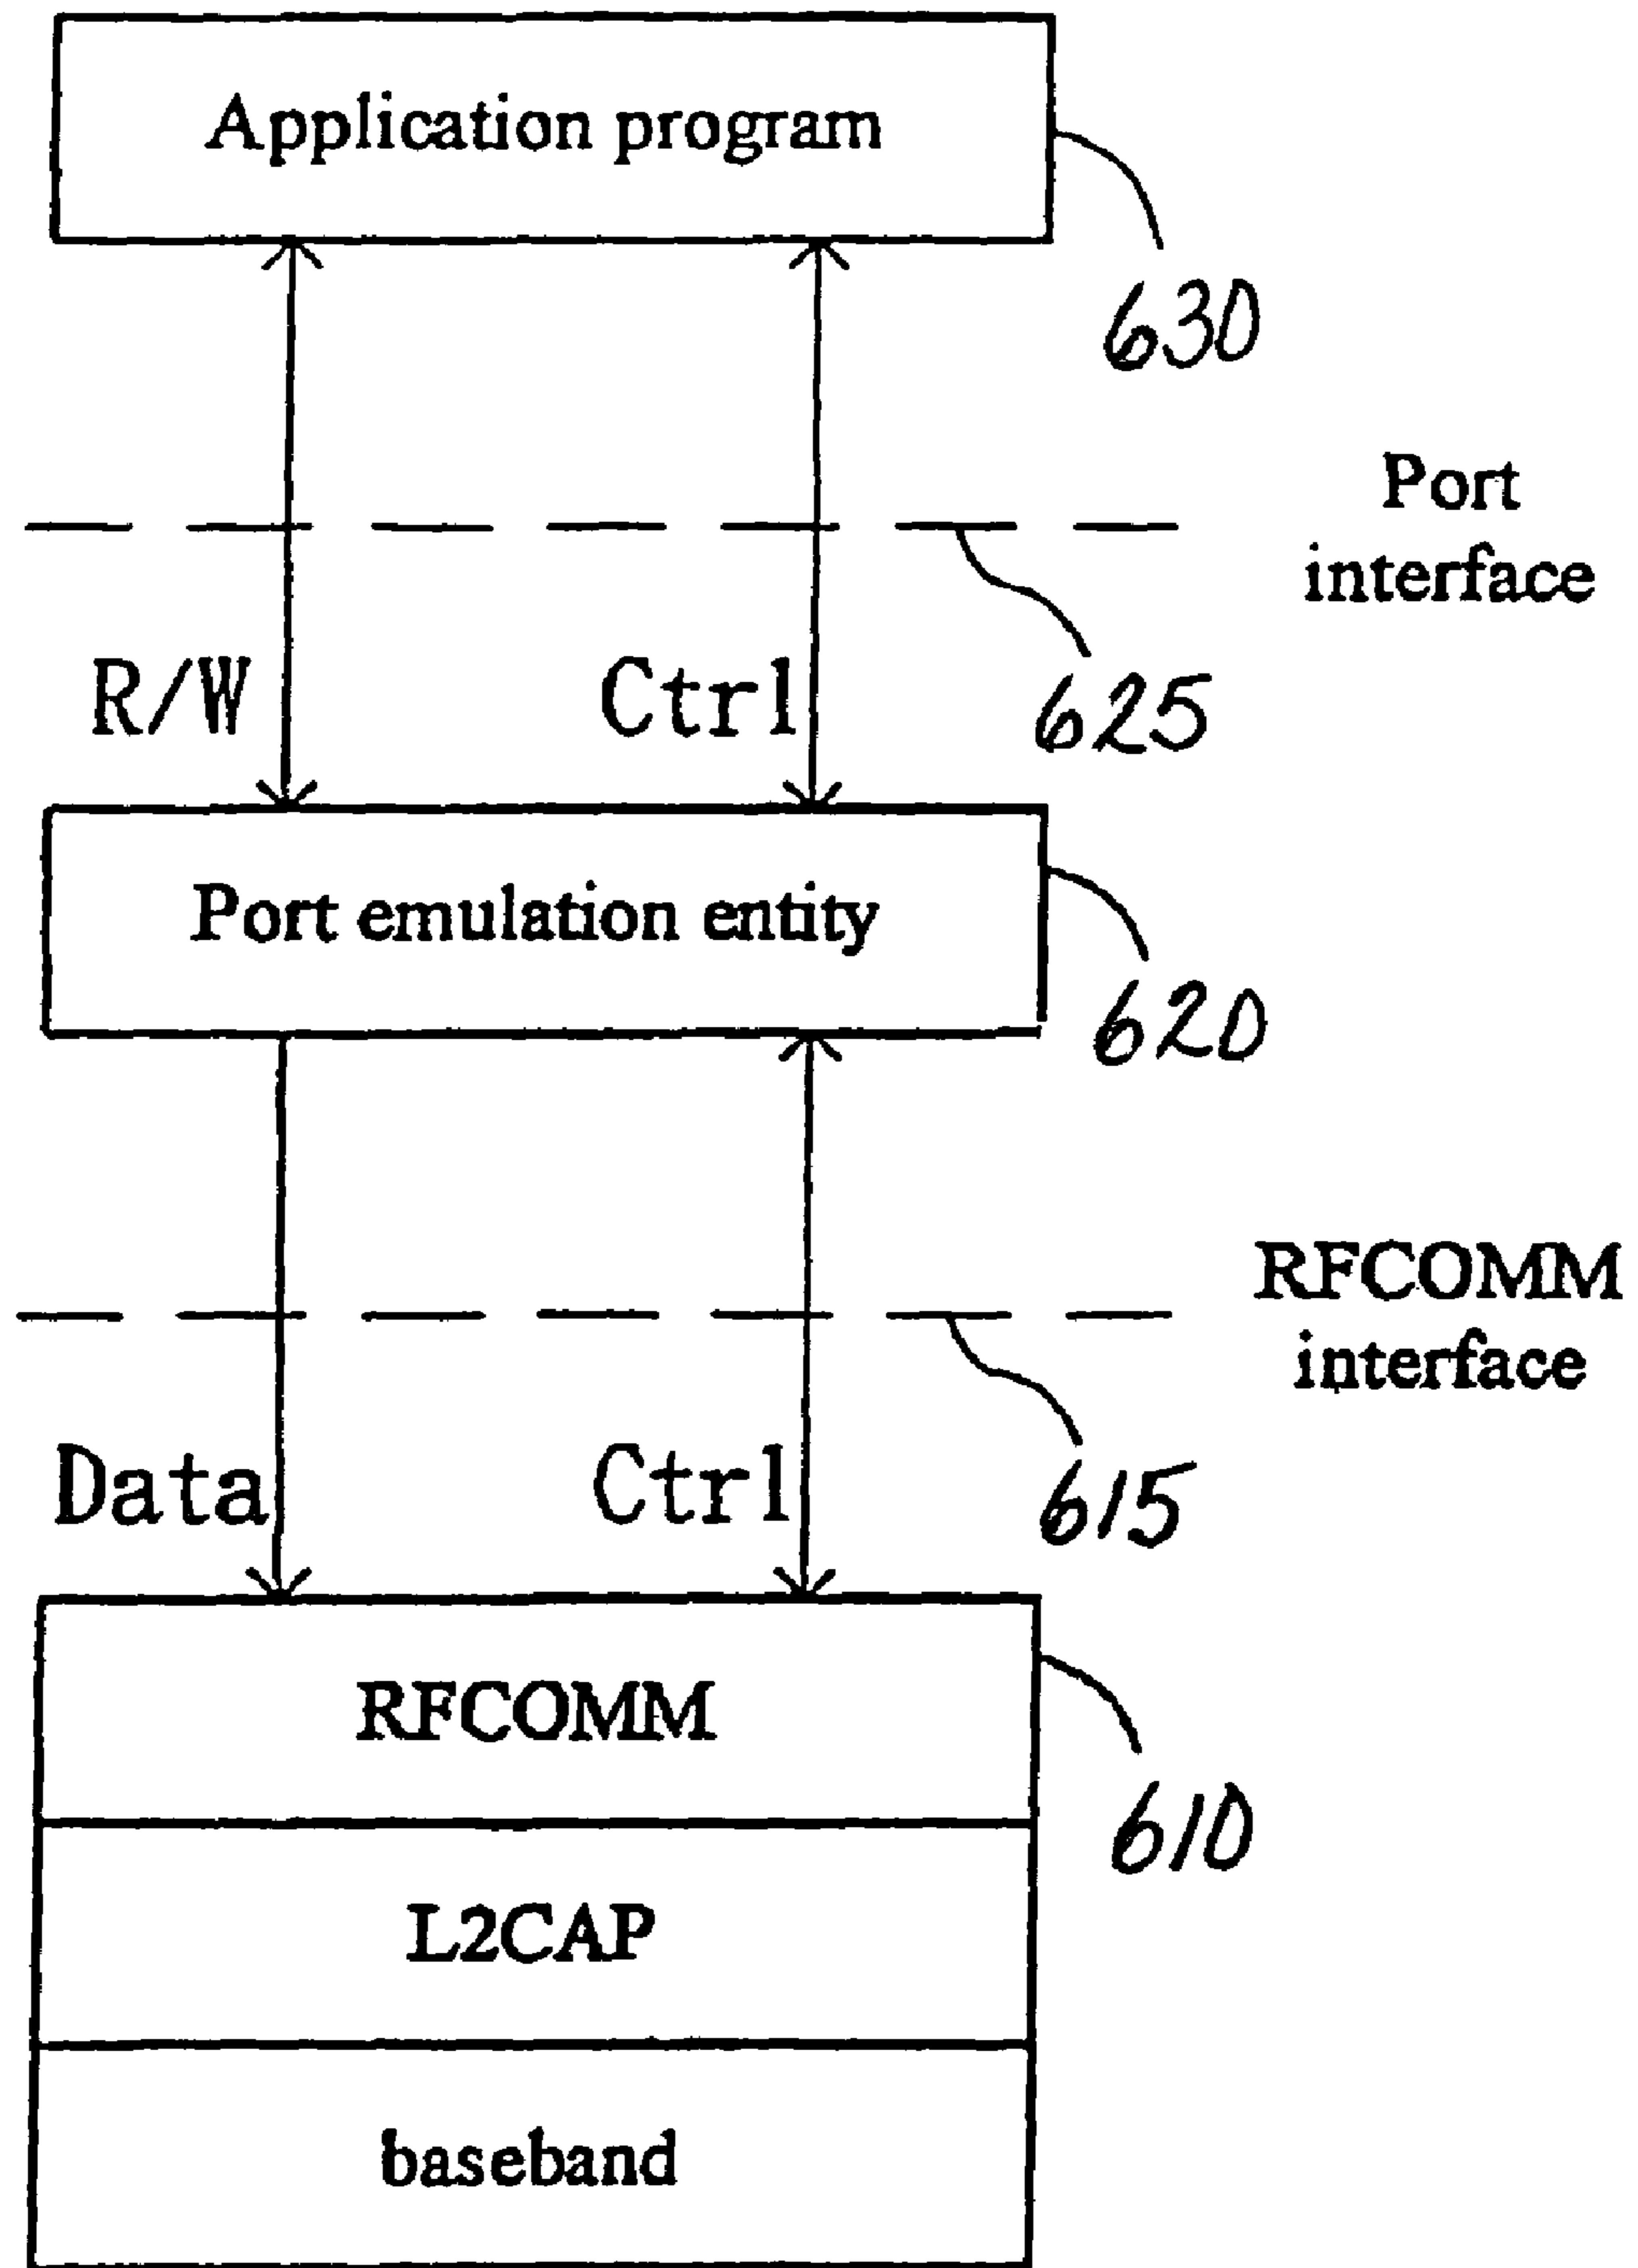 Application program
630
Port
interface
R/W
Ctrl
625
Port emulation entity
620
RFCOMM
interface
Data
Ctrl
615
RFCOMM
610
L2CAP
baseband